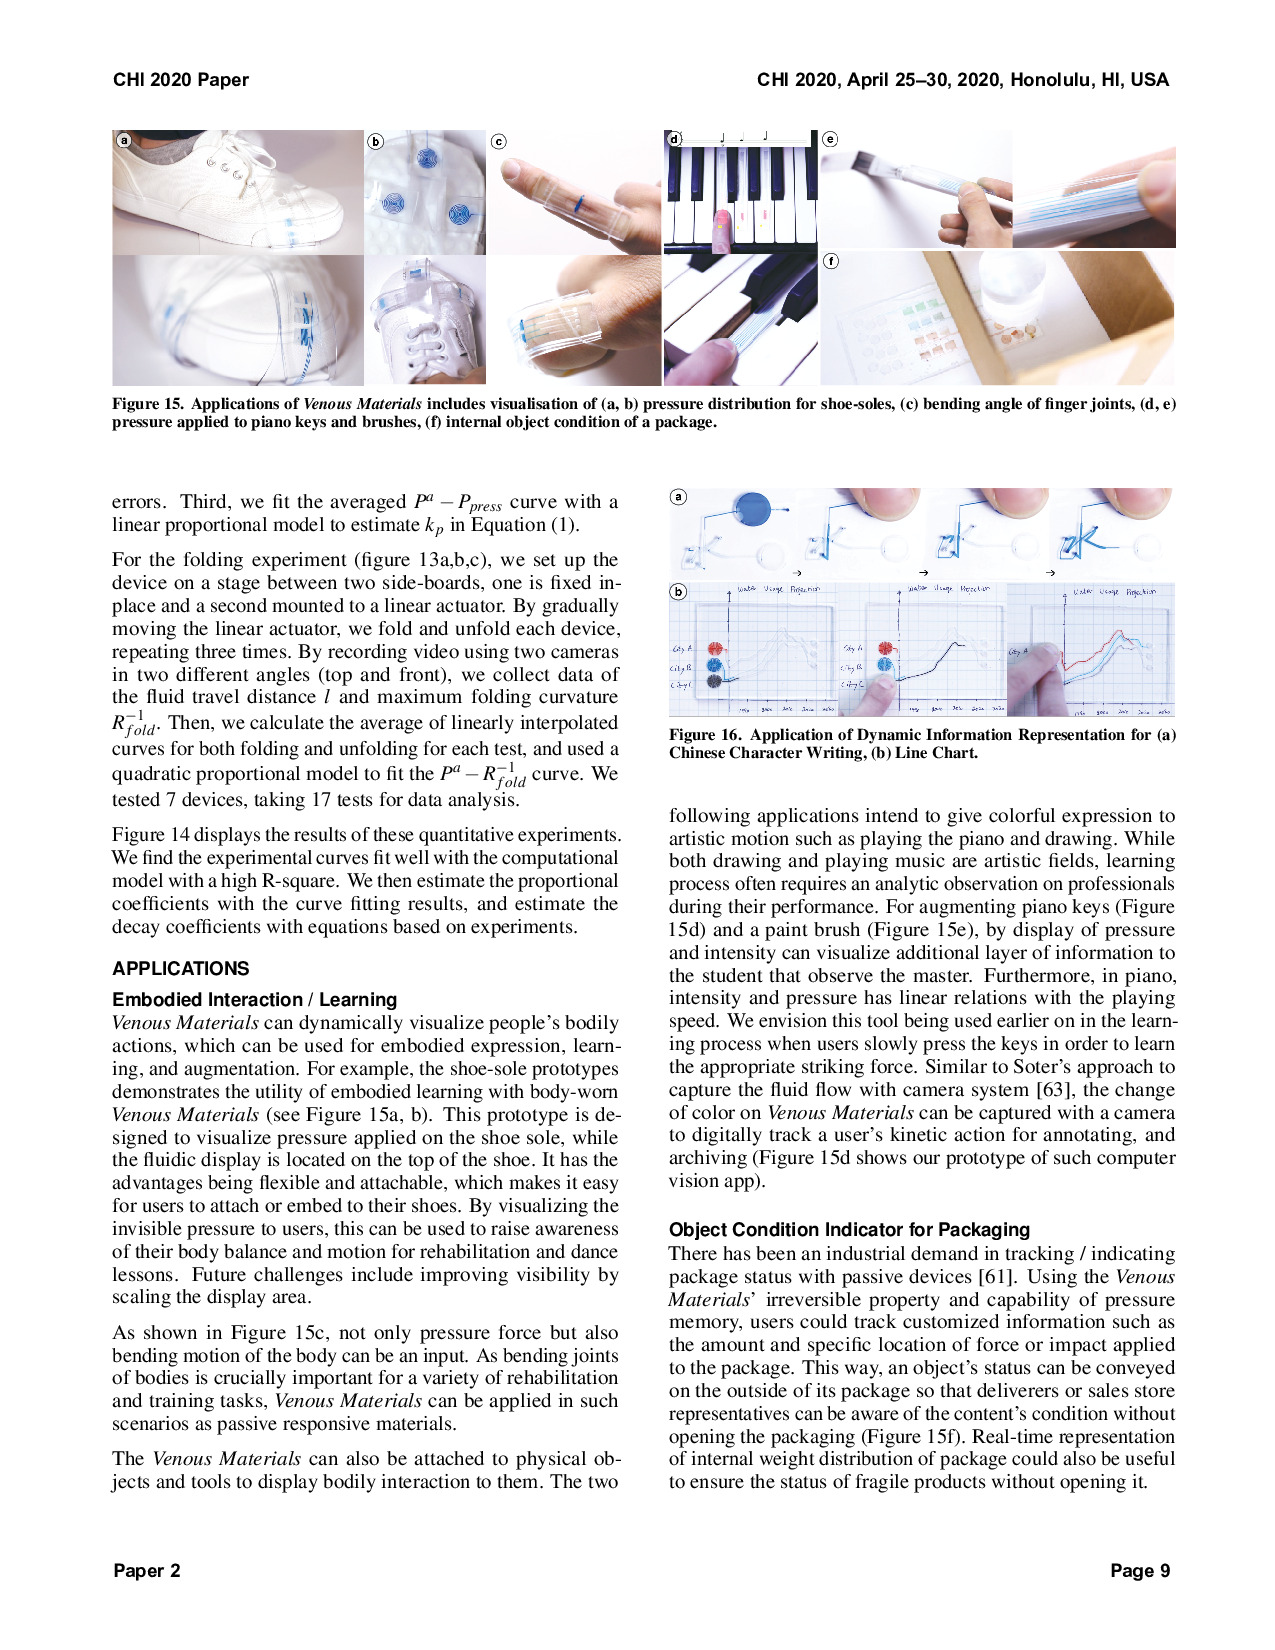 CHI 2020 Paper
CHI 2020, April 25–30, 2020, Honolulu, HI, USA
a
b
c
d
e
f
Figure 15. Applications of Venous Materials includes visualisation of (a, b) pressure distribution for shoe-soles, (c) bending angle of finger joints, (d, e)
pressure applied to piano keys and brushes, (f) internal object condition of a package.
errors. Third, we fit the averaged Pᵃ − Ppress curve with a
linear proportional model to estimate kp in Equation (1).
For the folding experiment (figure 13a,b,c), we set up the
device on a stage between two side-boards, one is fixed in-
place and a second mounted to a linear actuator. By gradually
moving the linear actuator, we fold and unfold each device,
repeating three times. By recording video using two cameras
in two different angles (top and front), we collect data of
the fluid travel distance l and maximum folding curvature
R⁻¹fold. Then, we calculate the average of linearly interpolated
curves for both folding and unfolding for each test, and used a
quadratic proportional model to fit the Pᵃ − R⁻¹fold curve. We
tested 7 devices, taking 17 tests for data analysis.
Figure 14 displays the results of these quantitative experiments.
We find the experimental curves fit well with the computational
model with a high R-square. We then estimate the proportional
coefficients with the curve fitting results, and estimate the
decay coefficients with equations based on experiments.
APPLICATIONS
Embodied Interaction / Learning
Venous Materials can dynamically visualize people's bodily
actions, which can be used for embodied expression, learn-
ing, and augmentation. For example, the shoe-sole prototypes
demonstrates the utility of embodied learning with body-worn
Venous Materials (see Figure 15a, b). This prototype is de-
signed to visualize pressure applied on the shoe sole, while
the fluidic display is located on the top of the shoe. It has the
advantages being flexible and attachable, which makes it easy
for users to attach or embed to their shoes. By visualizing the
invisible pressure to users, this can be used to raise awareness
of their body balance and motion for rehabilitation and dance
lessons. Future challenges include improving visibility by
scaling the display area.
As shown in Figure 15c, not only pressure force but also
bending motion of the body can be an input. As bending joints
of bodies is crucially important for a variety of rehabilitation
and training tasks, Venous Materials can be applied in such
scenarios as passive responsive materials.
The Venous Materials can also be attached to physical ob-
jects and tools to display bodily interaction to them. The two
a
b
Water Usage Projection
City A
City B
City C
Water Usage Projection
City A
City B
City C
Water Usage Projection
City A
Figure 16. Application of Dynamic Information Representation for (a)
Chinese Character Writing, (b) Line Chart.
following applications intend to give colorful expression to
artistic motion such as playing the piano and drawing. While
both drawing and playing music are artistic fields, learning
process often requires an analytic observation on professionals
during their performance. For augmenting piano keys (Figure
15d) and a paint brush (Figure 15e), by display of pressure
and intensity can visualize additional layer of information to
the student that observe the master. Furthermore, in piano,
intensity and pressure has linear relations with the playing
speed. We envision this tool being used earlier on in the learn-
ing process when users slowly press the keys in order to learn
the appropriate striking force. Similar to Soter's approach to
capture the fluid flow with camera system [63], the change
of color on Venous Materials can be captured with a camera
to digitally track a user's kinetic action for annotating, and
archiving (Figure 15d shows our prototype of such computer
vision app).
Object Condition Indicator for Packaging
There has been an industrial demand in tracking / indicating
package status with passive devices [61]. Using the Venous
Materials' irreversible property and capability of pressure
memory, users could track customized information such as
the amount and specific location of force or impact applied
to the package. This way, an object's status can be conveyed
on the outside of its package so that deliverers or sales store
representatives can be aware of the content's condition without
opening the packaging (Figure 15f). Real-time representation
of internal weight distribution of package could also be useful
to ensure the status of fragile products without opening it.
Paper 2
Page 9